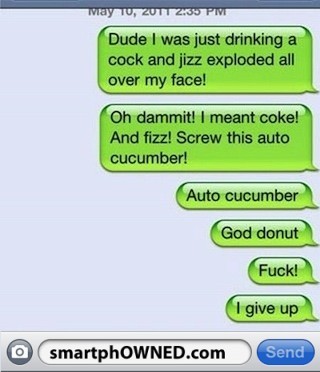 May 10, 2011 2:35 PM
Dude I was just drinking a
cock and jizz exploded all
over my face!
Oh dammit! I meant coke!
And fizz! Screw this auto
cucumber!
Auto cucumber
God donut
Fuck!
I give up
smartphOWNED.com
Send